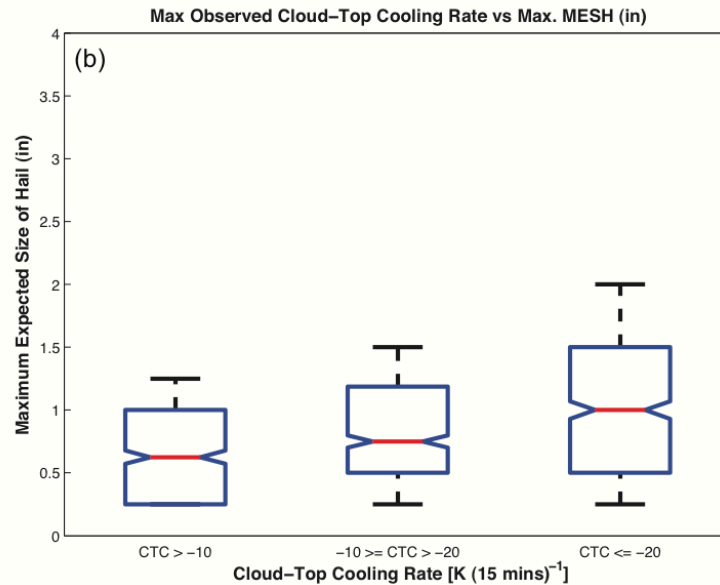 Max Observed Cloud–Top Cooling Rate vs Max. MESH (in)
(b)
Maximum Expected Size of Hail (in)
4
3.5
3
2.5
2
1.5
1
0.5
0
CTC > −10
−10 >= CTC > −20
CTC <= −20
Cloud–Top Cooling Rate [K (15 mins)⁻¹]